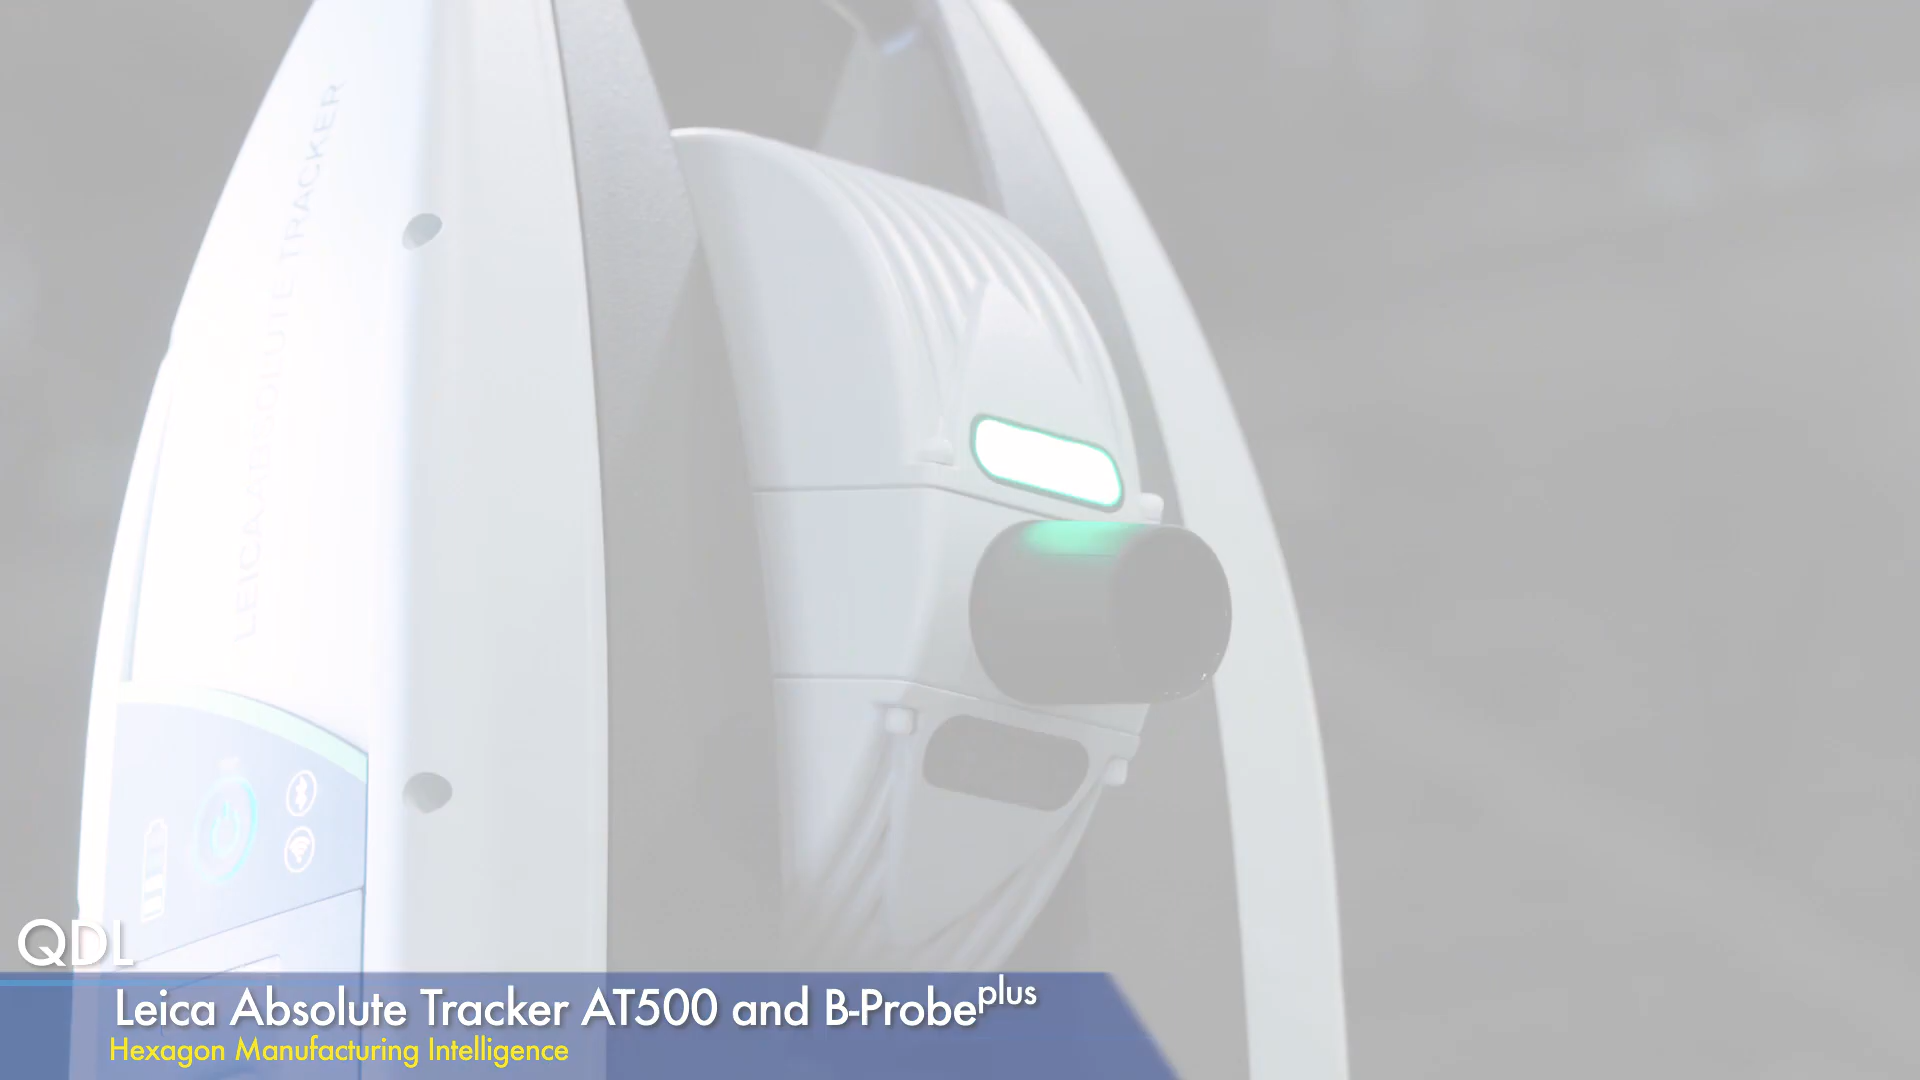 LEICA ABSOLUTE TRACKER
QDL
Leica Absolute Tracker AT500 and B-Probeplus
Hexagon Manufacturing Intelligence